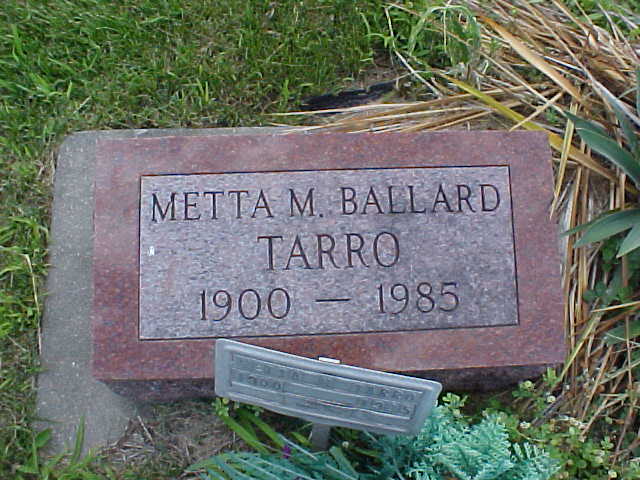 METTA M. BALLARD
TARRO
1900 — 1985